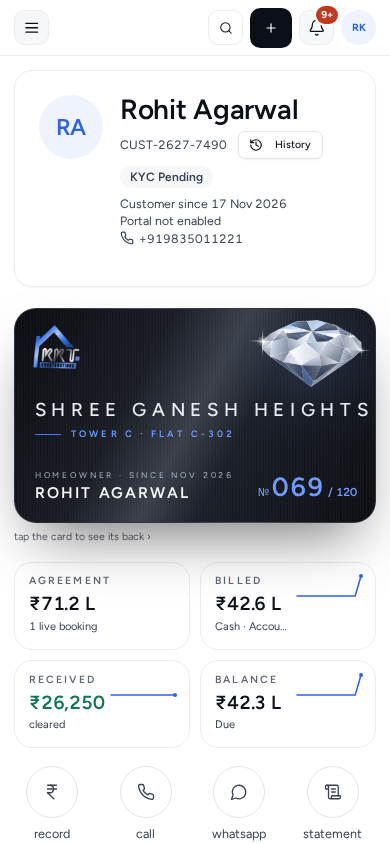 9+
RK
RA
Rohit Agarwal
CUST-2627-7490
History
KYC Pending
Customer since 17 Nov 2026
Portal not enabled
+919835011221
SHREE GANESH HEIGHTS
TOWER C · FLAT C-302
HOMEOWNER · SINCE NOV 2026
ROHIT AGARWAL
№ 069 / 120
tap the card to see its back ›
AGREEMENT
₹71.2 L
1 live booking
BILLED
₹42.6 L
Cash · Accou...
RECEIVED
₹26,250
cleared
BALANCE
₹42.3 L
Due
record
call
whatsapp
statement